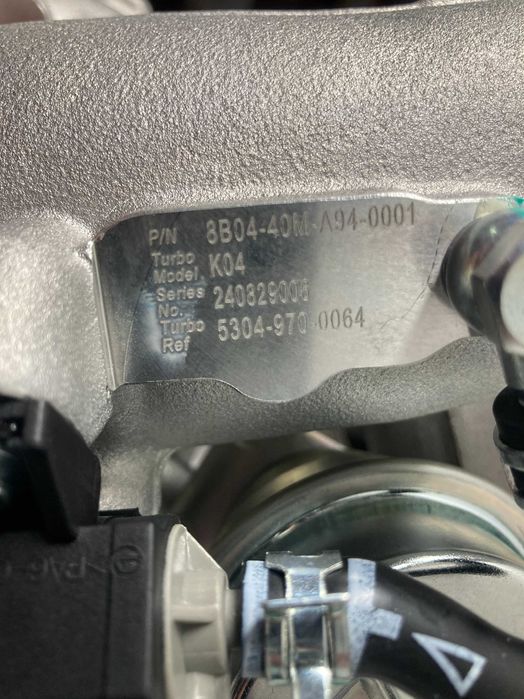 P/N 8B04-40M-A94-0001
Turbo Model. K04
Series No. 240829006
Turbo Ref 5304-970-0064